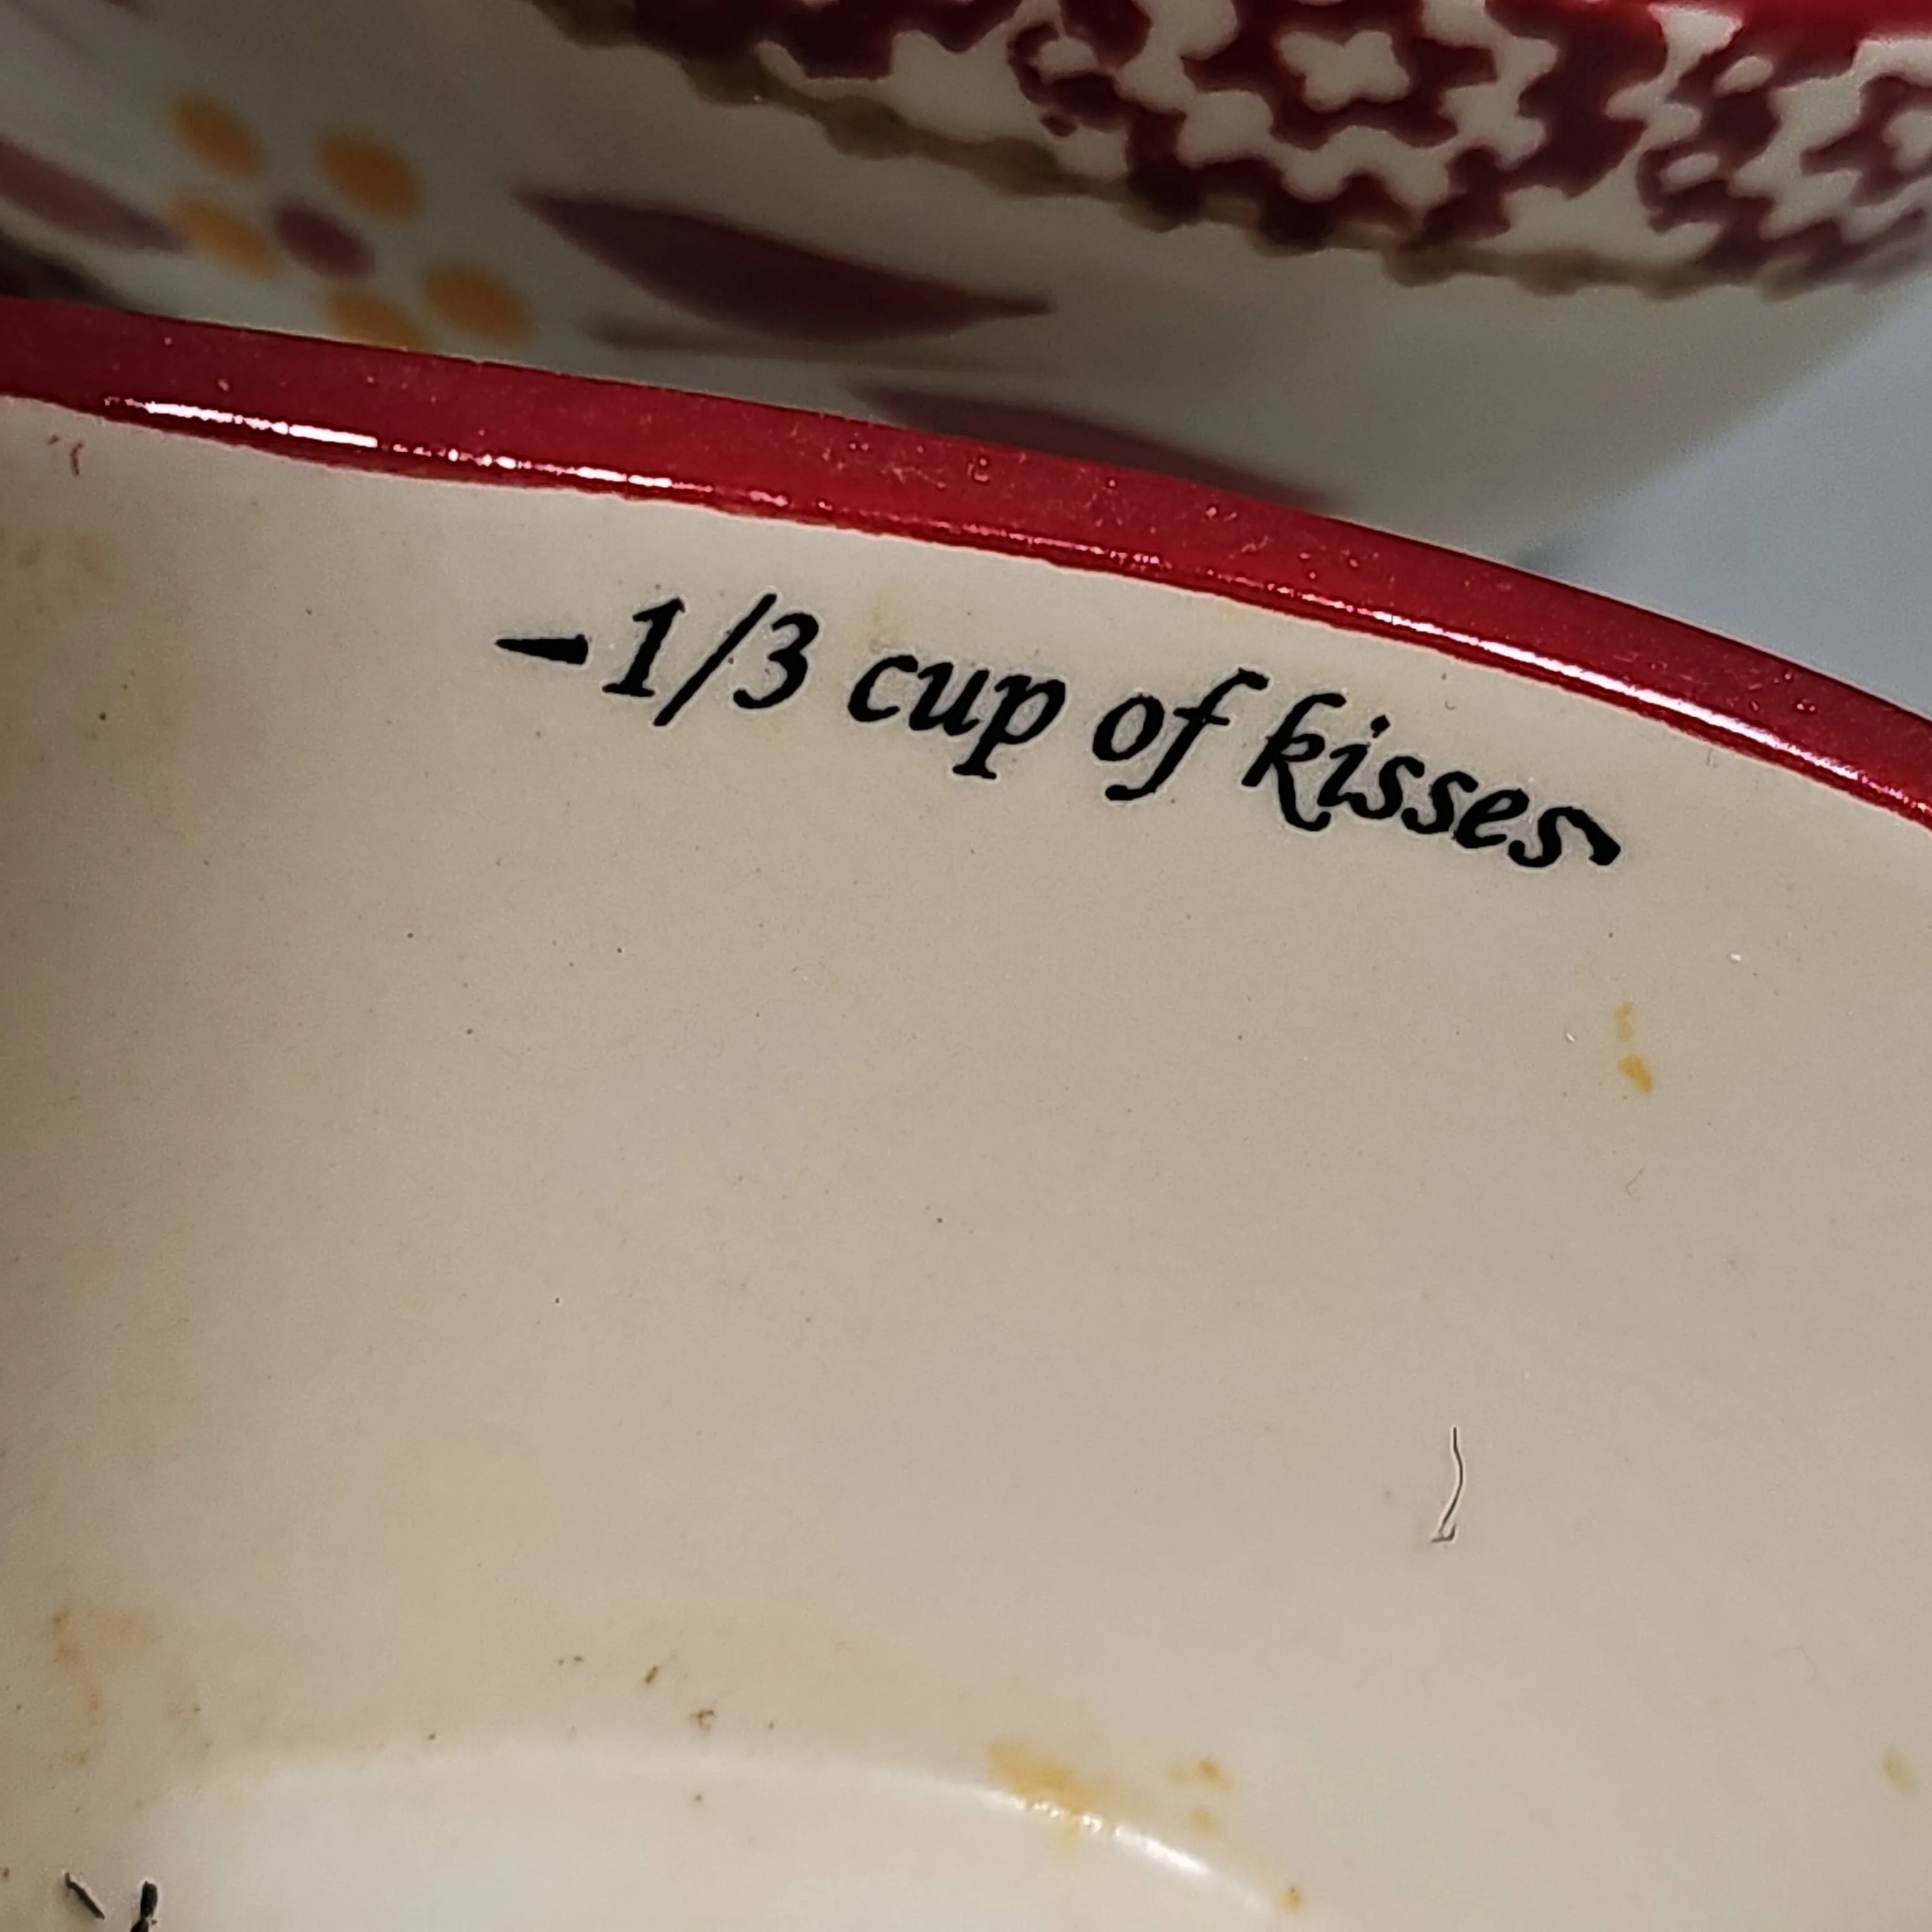 -1/3 cup of kisses